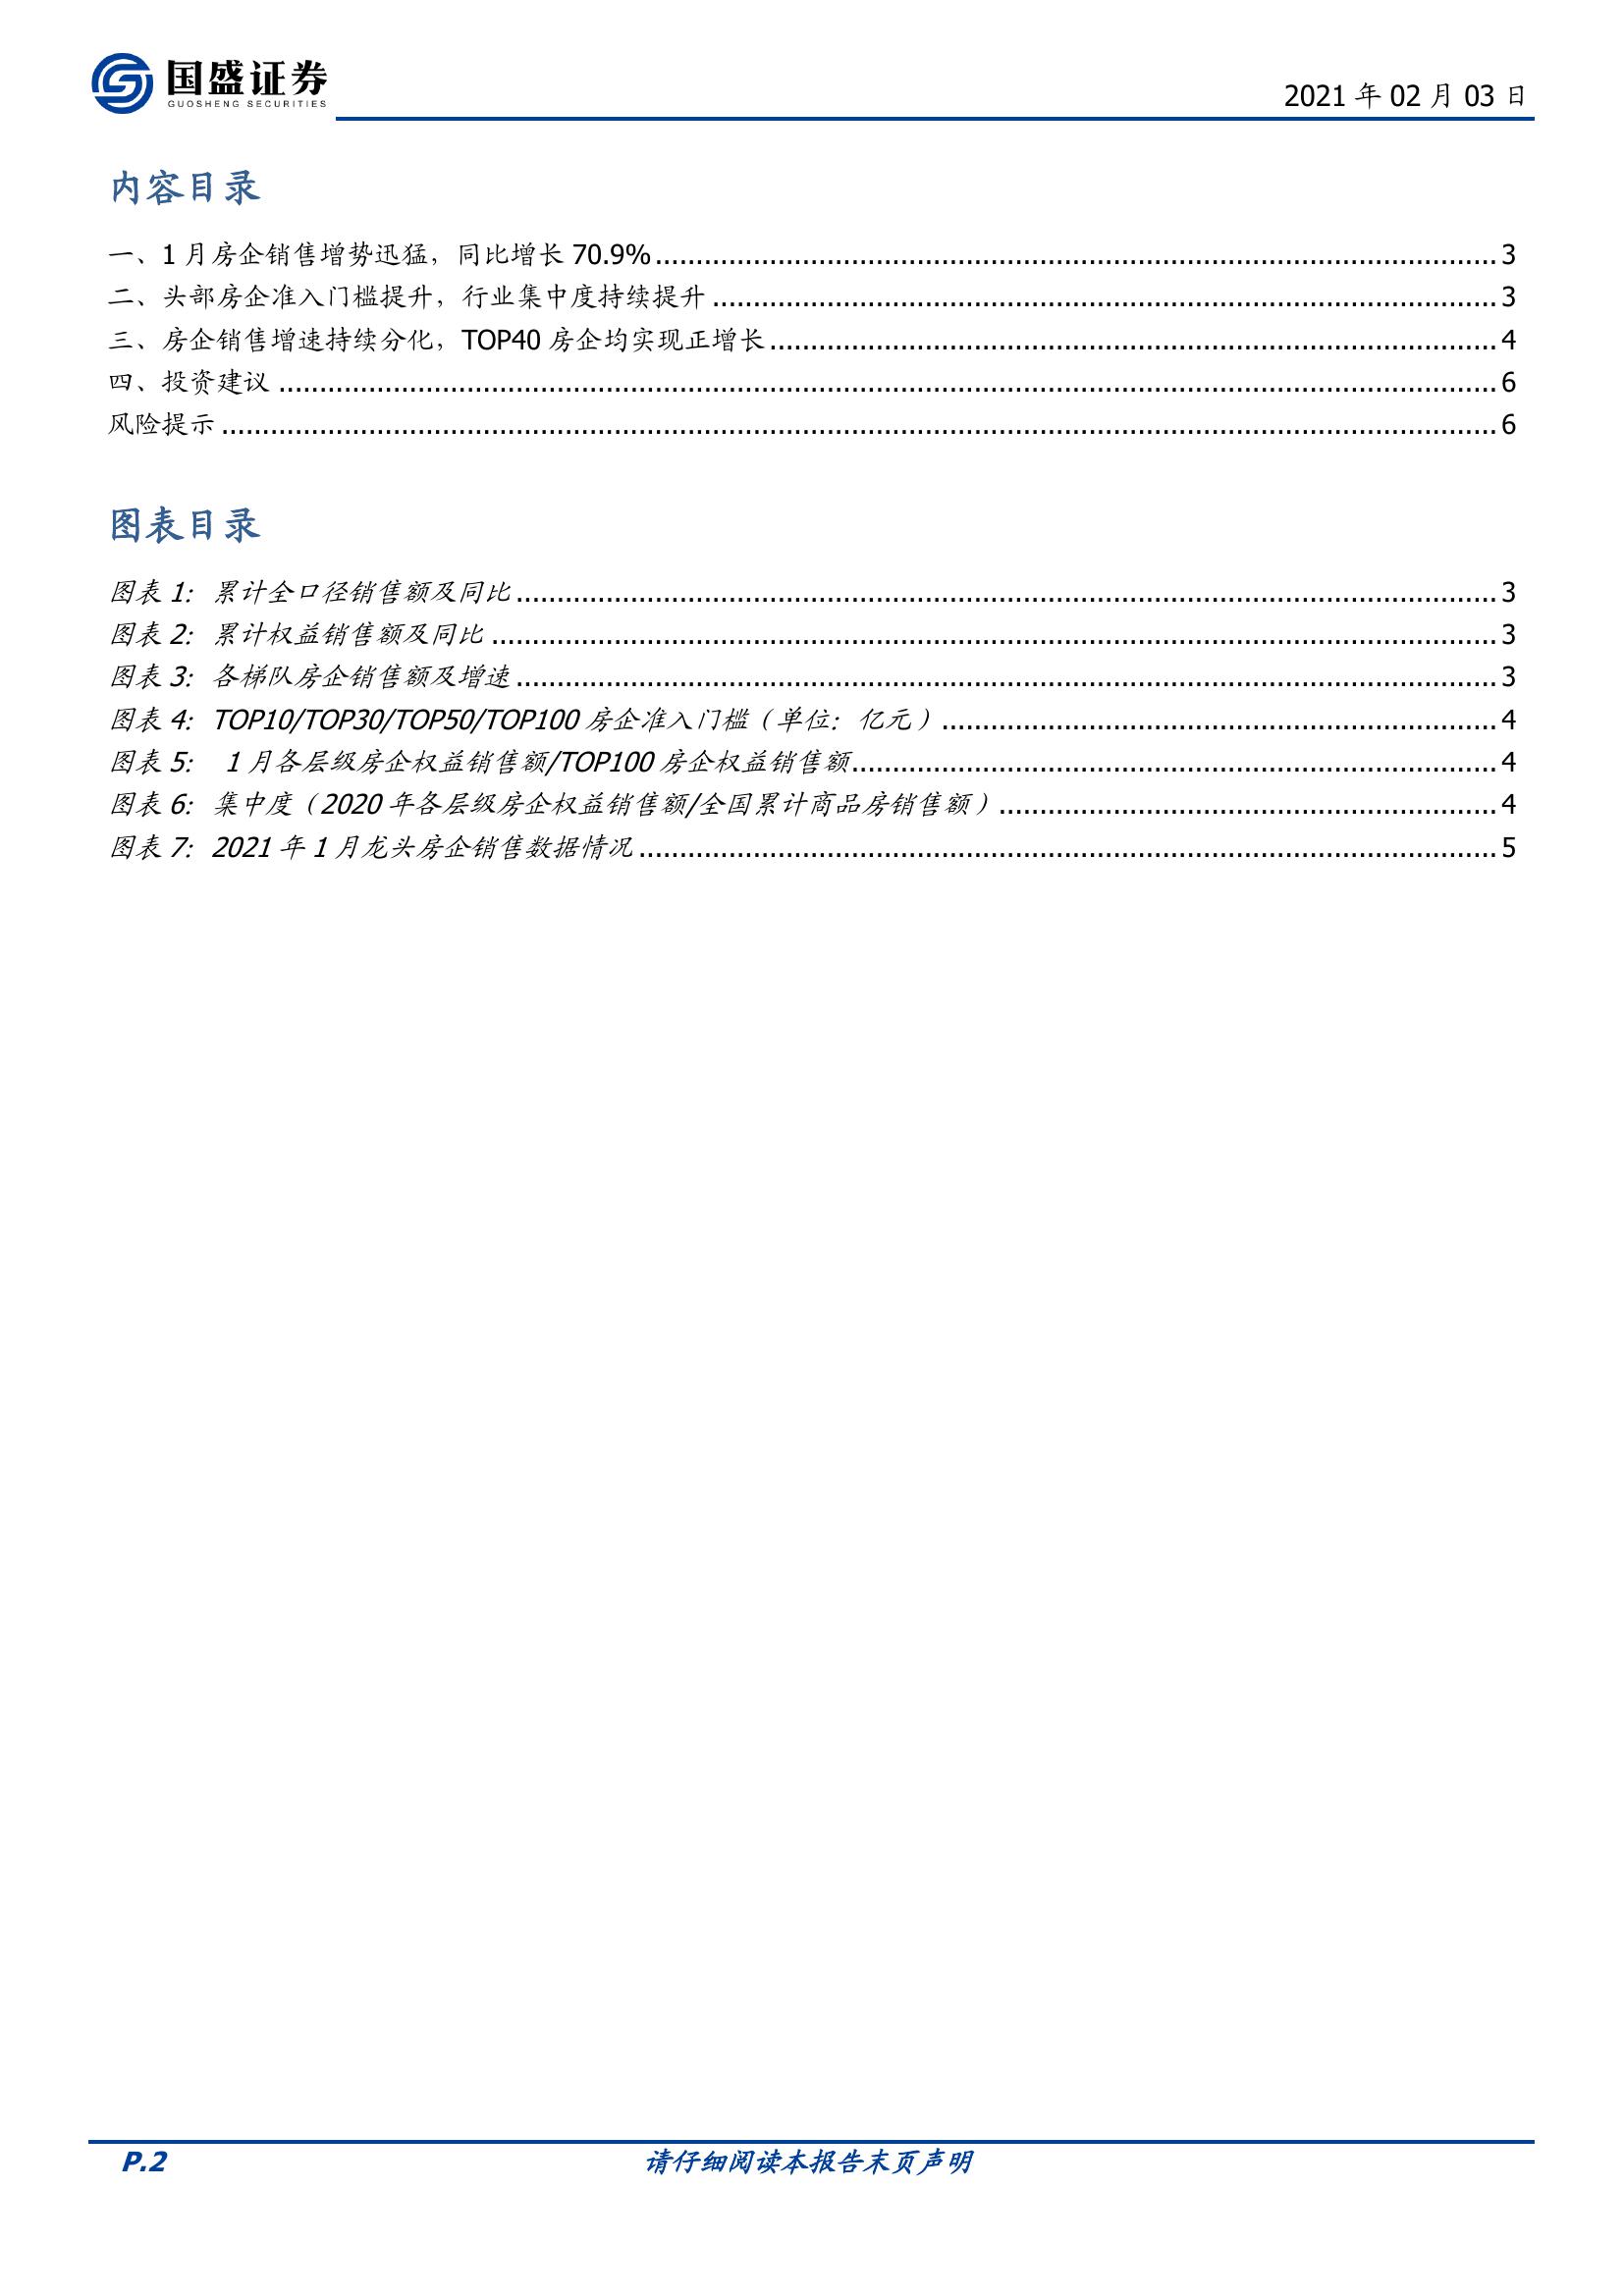 国盛证券
GUOSHENG SECURITIES
2021 年 02 月 03 日
内容目录
一、1 月房企销售增势迅猛，同比增长 70.9%........................................3
二、头部房企准入门槛提升，行业集中度持续提升........................................3
三、房企销售增速持续分化，TOP40 房企均实现正增长........................................4
四、投资建议........................................6
风险提示........................................6
图表目录
图表 1：累计全口径销售额及同比........................................3
图表 2：累计权益销售额及同比........................................3
图表 3：各梯队房企销售额及增速........................................3
图表 4：TOP10/TOP30/TOP50/TOP100 房企准入门槛（单位：亿元）........................................4
图表 5： 1 月各层级房企权益销售额/TOP100 房企权益销售额........................................4
图表 6：集中度（2020 年各层级房企权益销售额/全国累计商品房销售额）........................................4
图表 7：2021 年 1 月龙头房企销售数据情况........................................5
P.2
请仔细阅读本报告末页声明